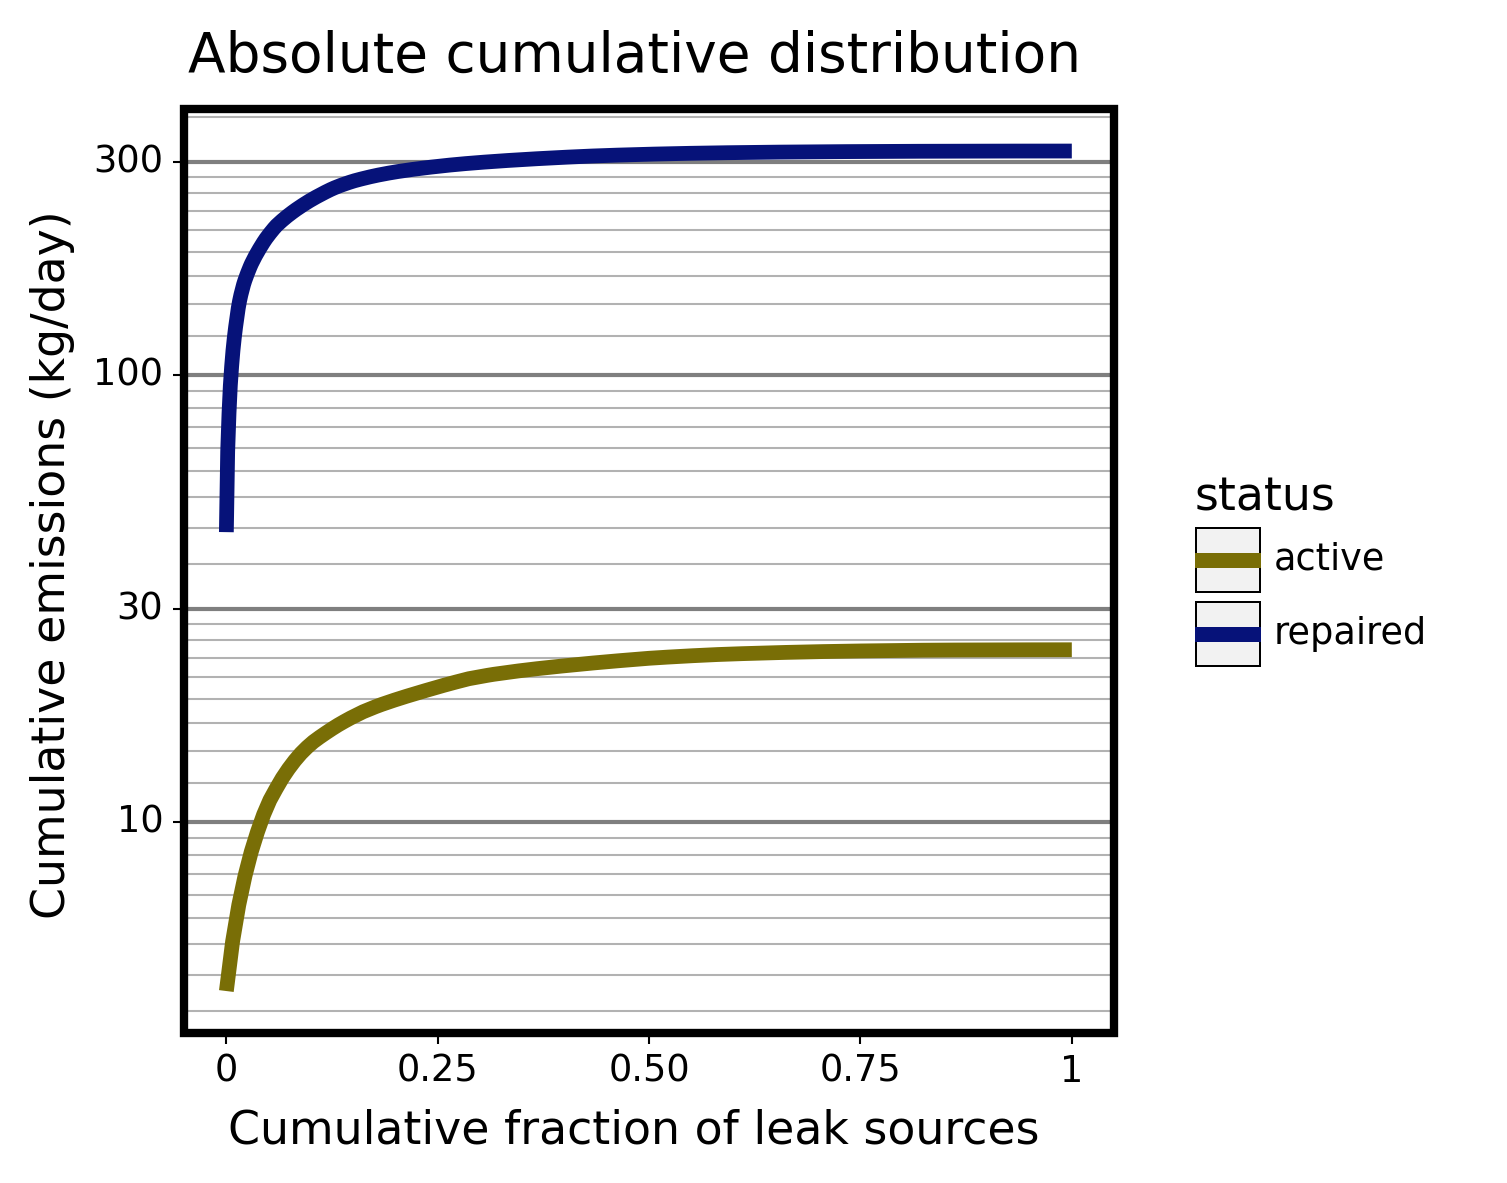 Absolute cumulative distribution
Cumulative emissions (kg/day)
300
100
30
10
0
0.25
0.50
0.75
1
Cumulative fraction of leak sources
status
active
repaired